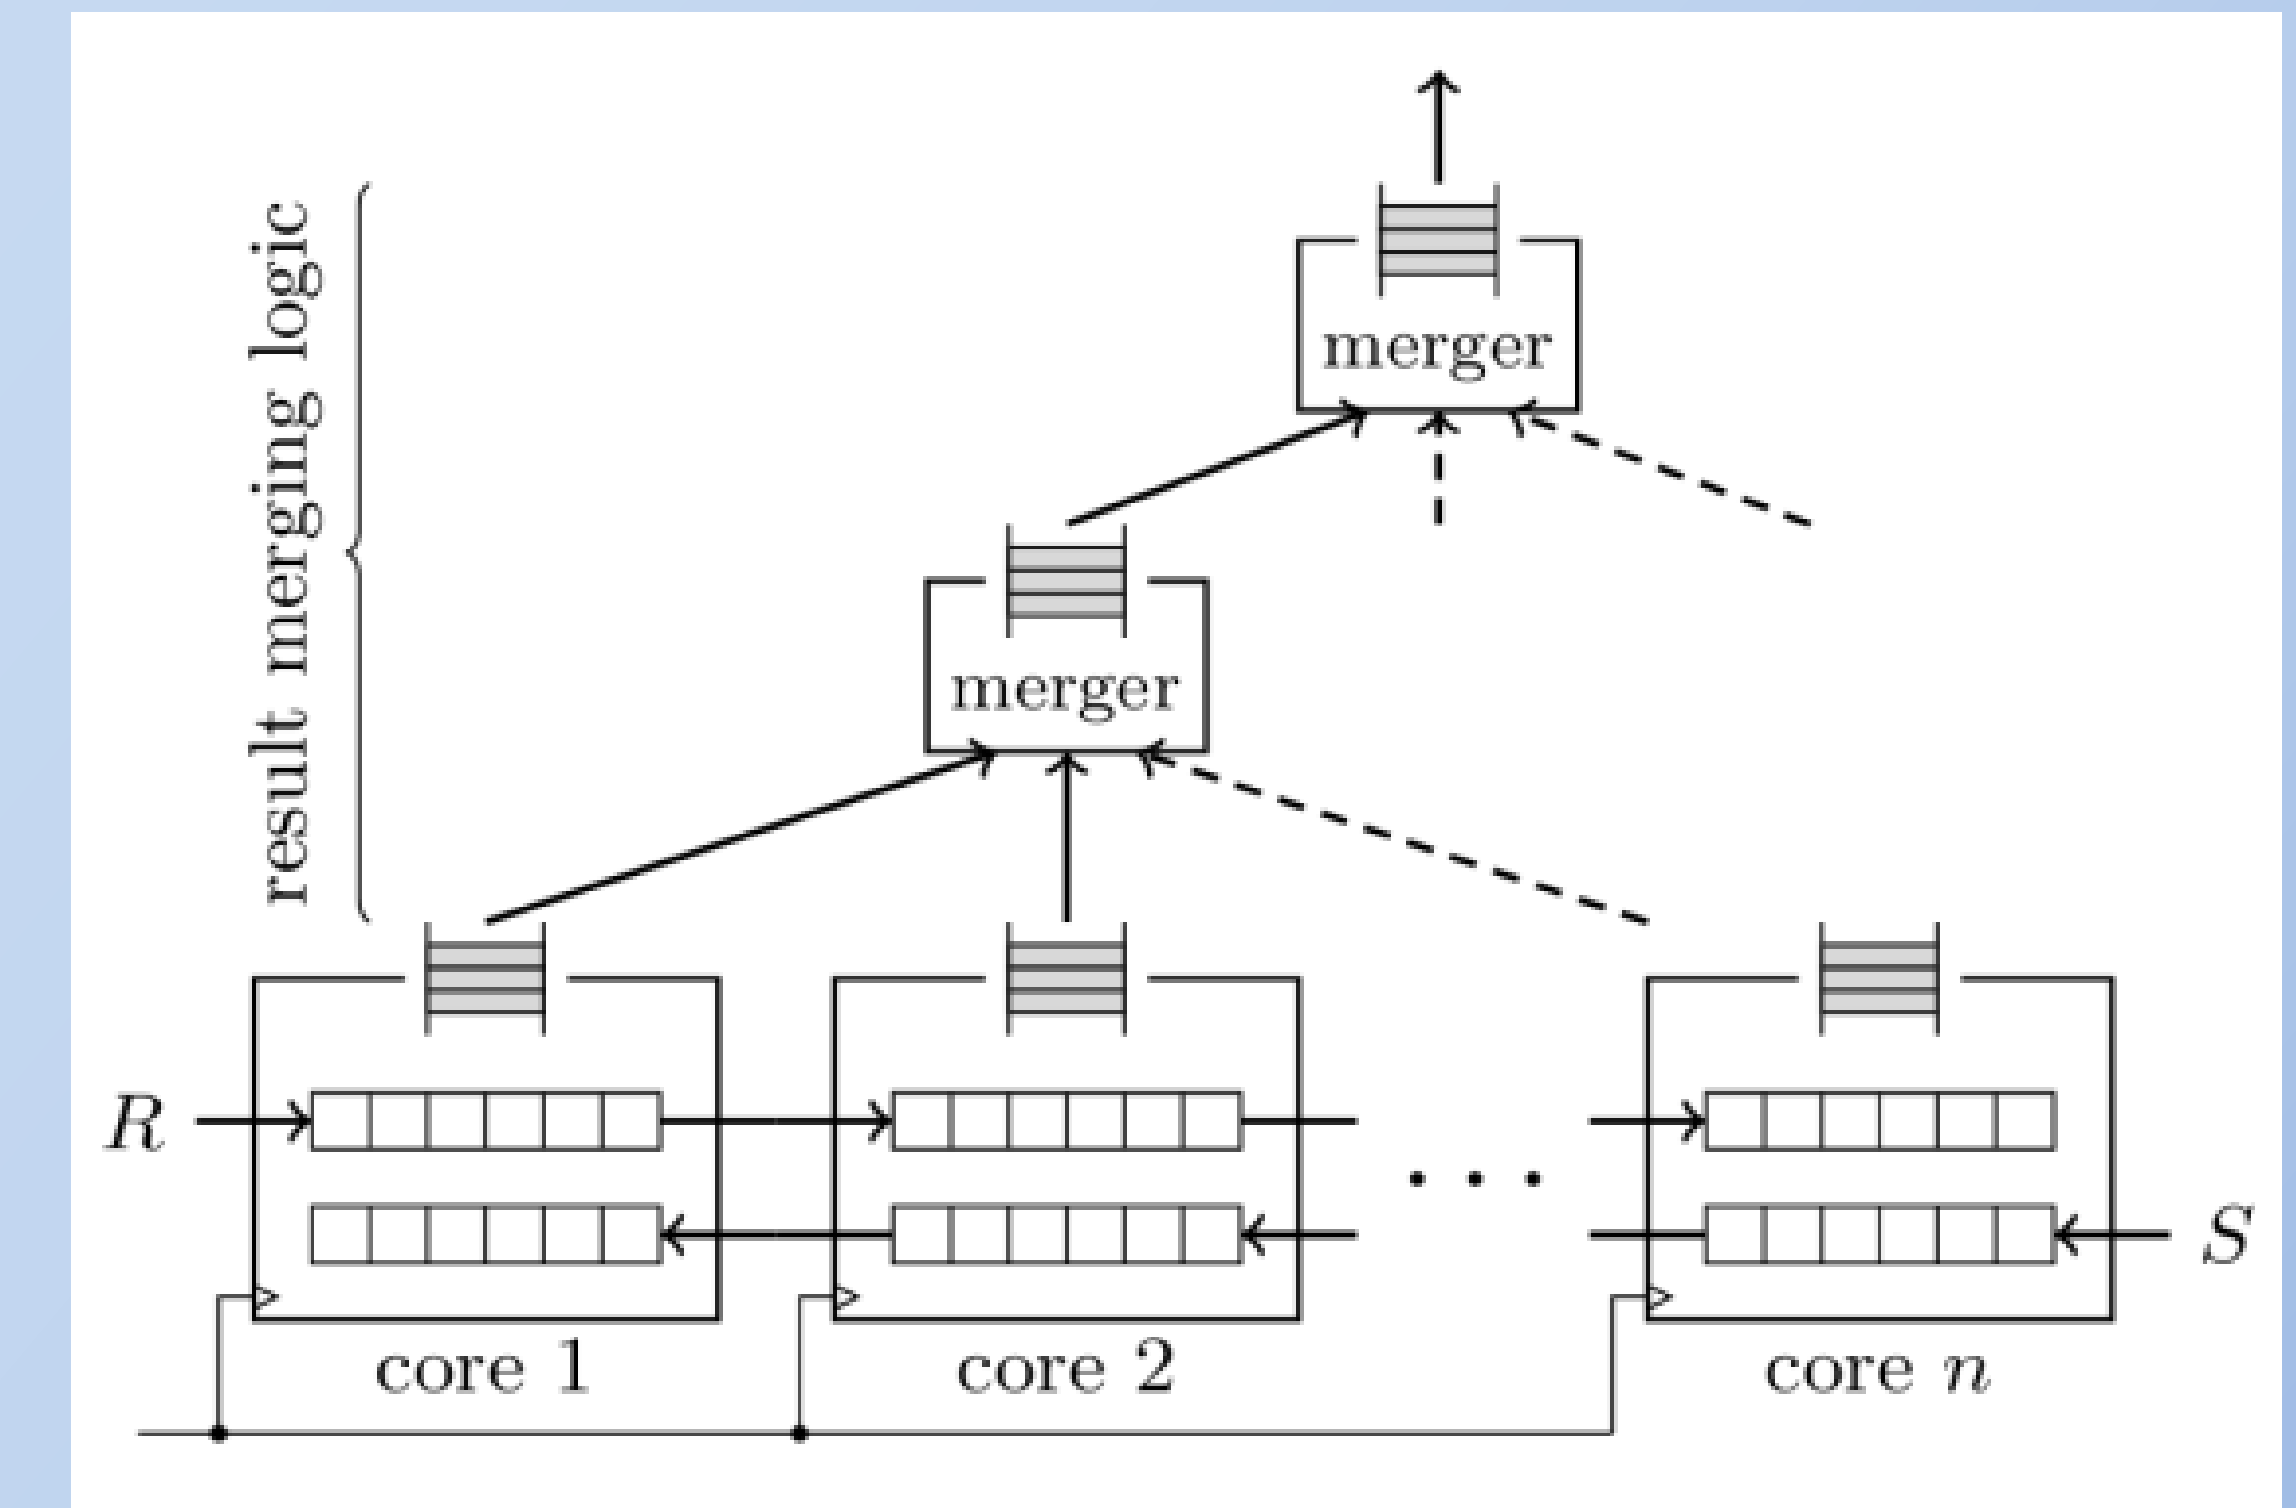 result merging logic
merger
merger
R
. . .
S
core 1
core 2
core n